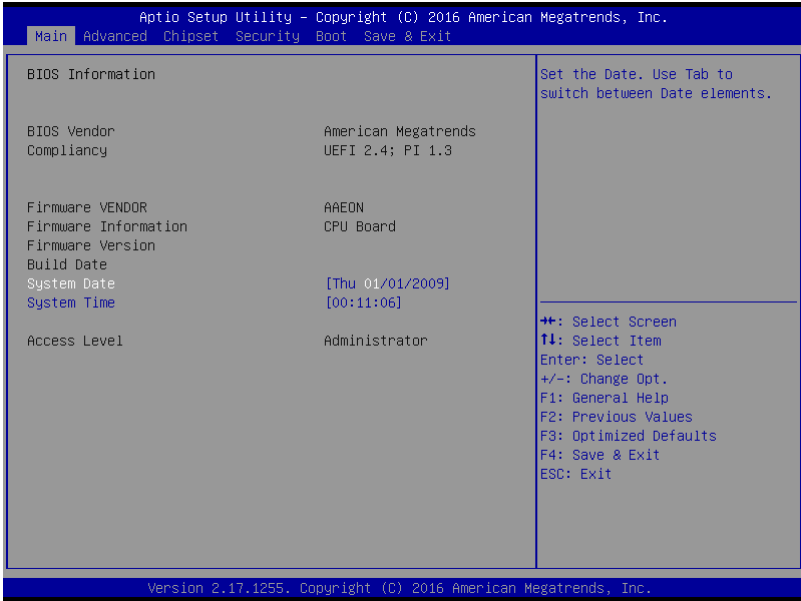 Aptio Setup Utility – Copyright (C) 2016 American Megatrends, Inc.
Main Advanced Chipset Security Boot Save & Exit
BIOS Information
BIOS Vendor American Megatrends
Compliancy UEFI 2.4; PI 1.3
Firmware VENDOR AAEON
Firmware Information CPU Board
Firmware Version
Build Date
System Date [Thu 01/01/2009]
System Time [00:11:06]
Access Level Administrator
Set the Date. Use Tab to
switch between Date elements.
→←: Select Screen
↑↓: Select Item
Enter: Select
+/-: Change Opt.
F1: General Help
F2: Previous Values
F3: Optimized Defaults
F4: Save & Exit
ESC: Exit
Version 2.17.1255. Copyright (C) 2016 American Megatrends, Inc.